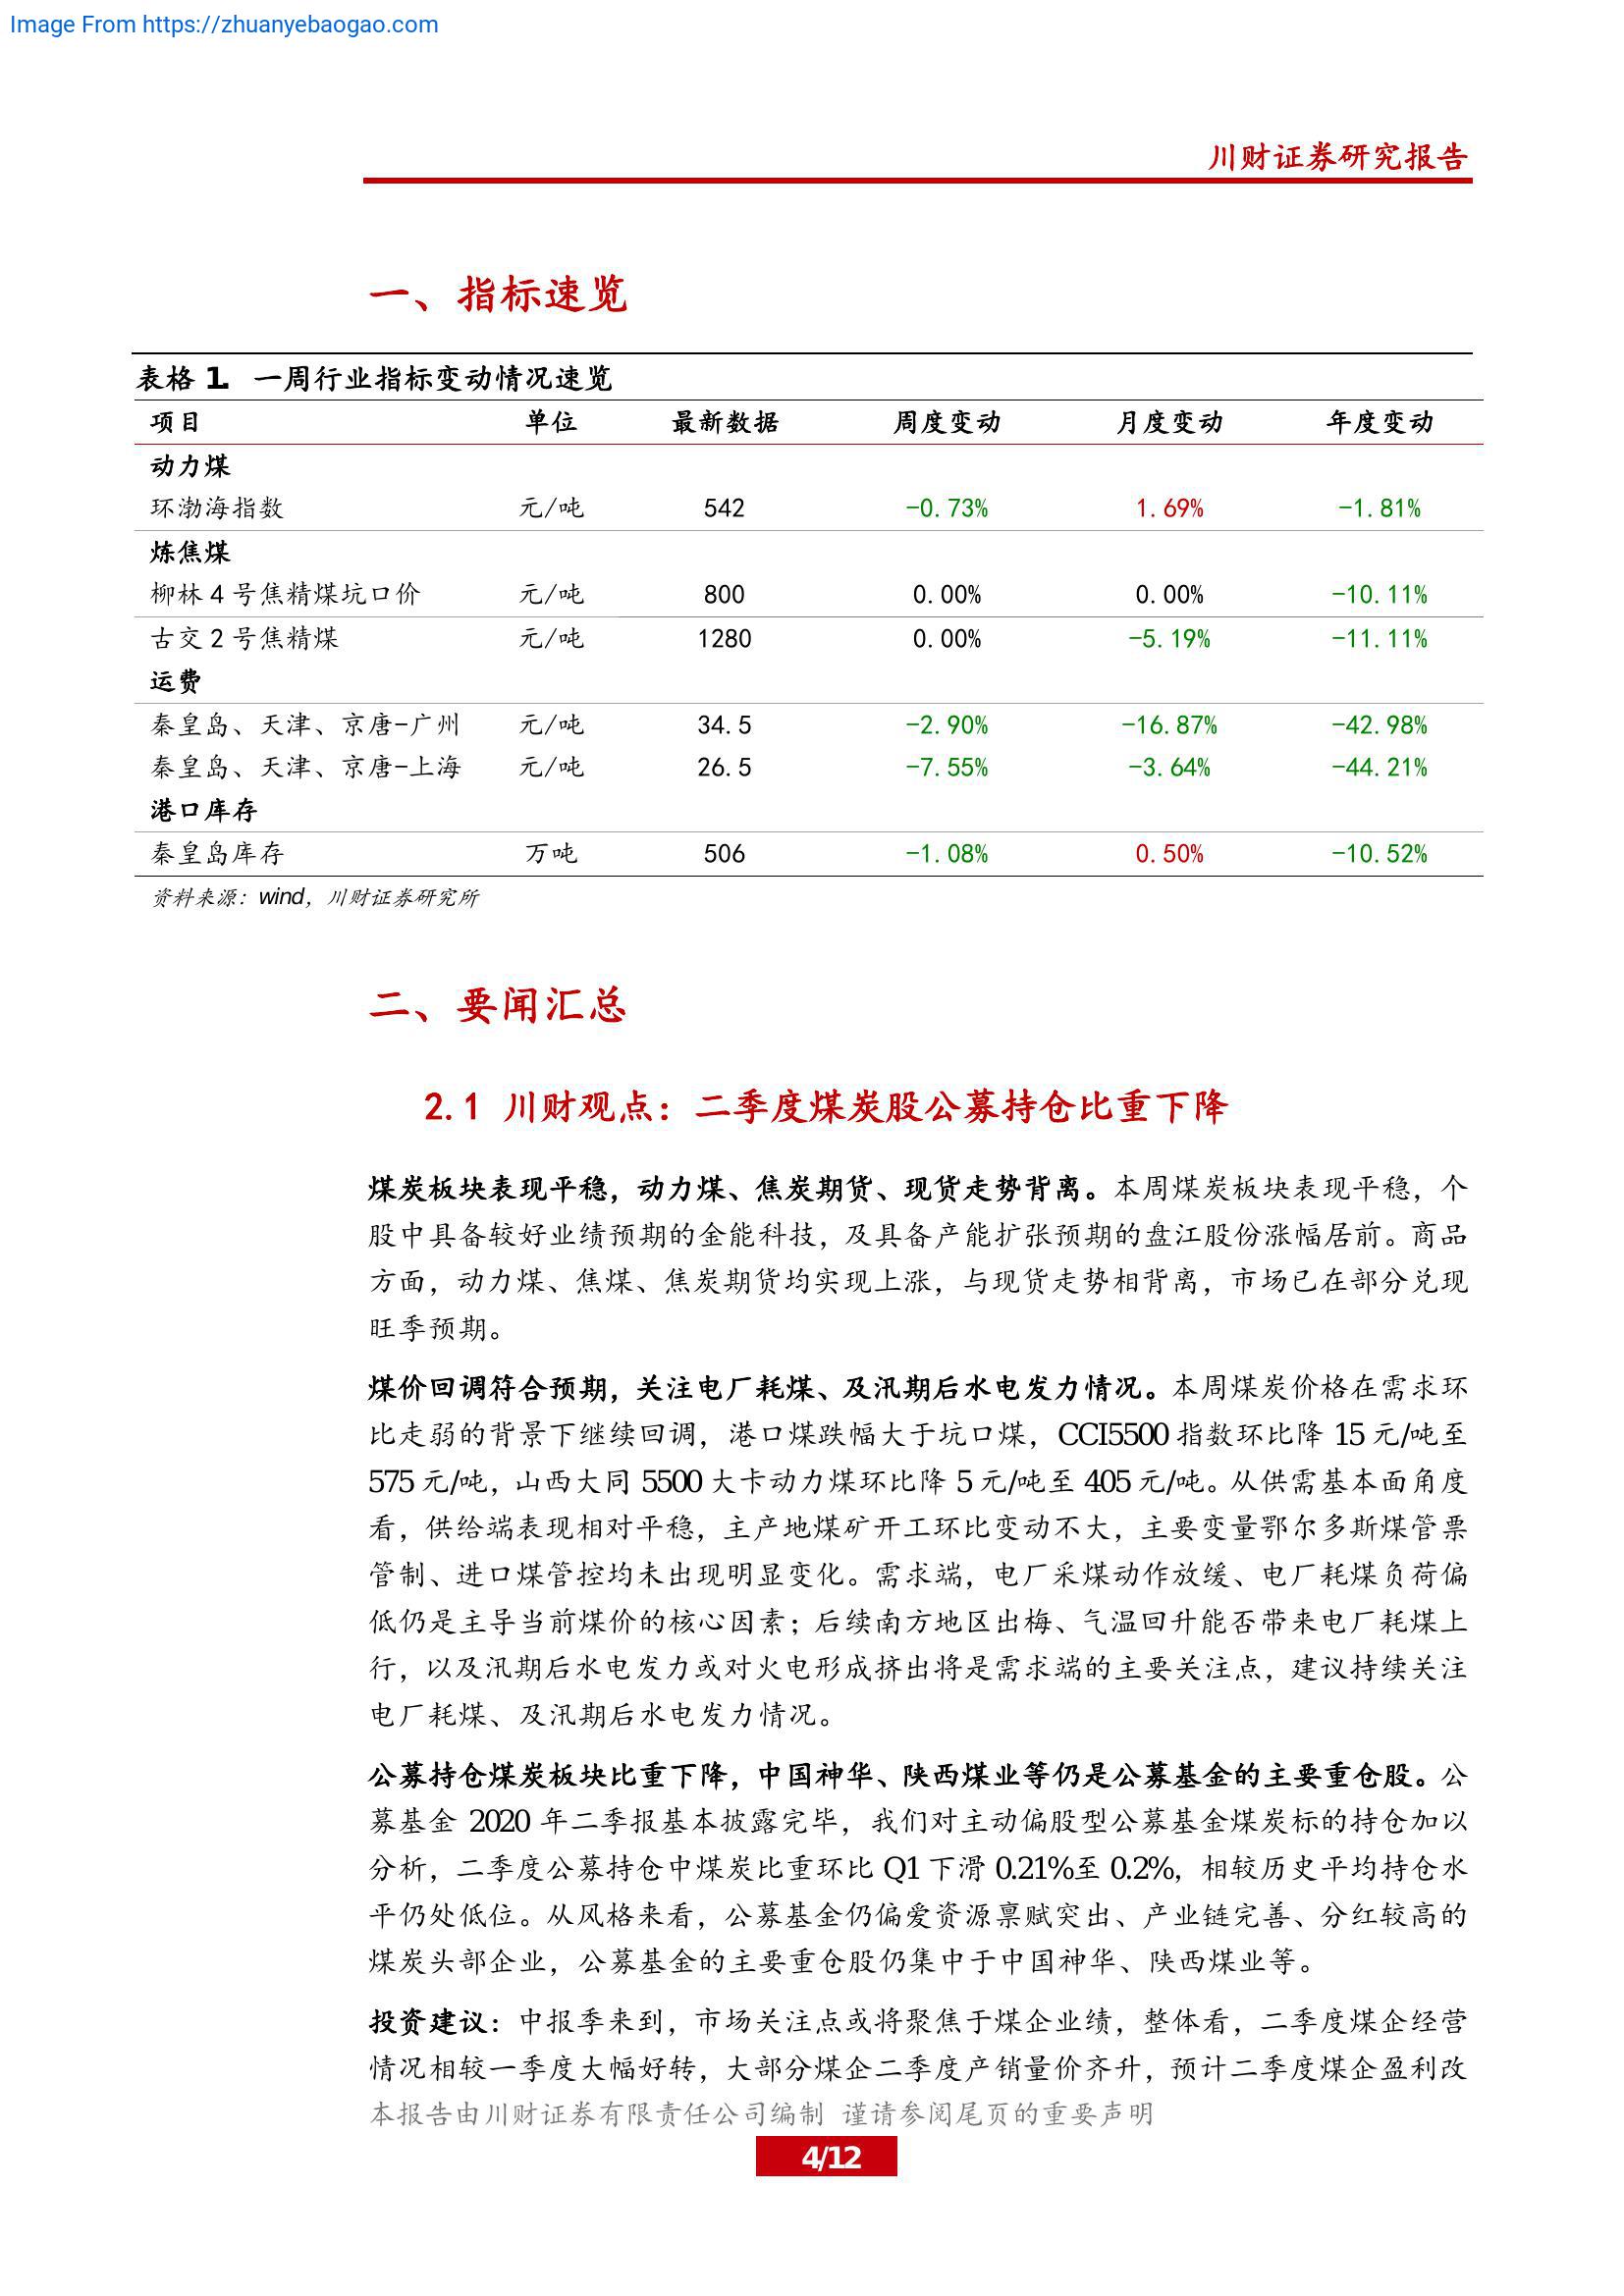 Image From https://zhuanyebaogao.com
川财证券研究报告
一、指标速览
表格 1. 一周行业指标变动情况速览
项目 单位 最新数据 周度变动 月度变动 年度变动
动力煤
环渤海指数 元/吨 542 -0.73% 1.69% -1.81%
炼焦煤
柳林 4 号焦精煤坑口价 元/吨 800 0.00% 0.00% -10.11%
古交 2 号焦精煤 元/吨 1280 0.00% -5.19% -11.11%
运费
秦皇岛、天津、京唐-广州 元/吨 34.5 -2.90% -16.87% -42.98%
秦皇岛、天津、京唐-上海 元/吨 26.5 -7.55% -3.64% -44.21%
港口库存
秦皇岛库存 万吨 506 -1.08% 0.50% -10.52%
资料来源：wind，川财证券研究所
二、要闻汇总
2.1 川财观点：二季度煤炭股公募持仓比重下降
煤炭板块表现平稳，动力煤、焦炭期货、现货走势背离。本周煤炭板块表现平稳，个
股中具备较好业绩预期的金能科技，及具备产能扩张预期的盘江股份涨幅居前。商品
方面，动力煤、焦煤、焦炭期货均实现上涨，与现货走势相背离，市场已在部分兑现
旺季预期。
煤价回调符合预期，关注电厂耗煤、及汛期后水电发力情况。本周煤炭价格在需求环
比走弱的背景下继续回调，港口煤跌幅大于坑口煤，CCI5500 指数环比降 15 元/吨至
575 元/吨，山西大同 5500 大卡动力煤环比降 5 元/吨至 405 元/吨。从供需基本面角度
看，供给端表现相对平稳，主产地煤矿开工环比变动不大，主要变量鄂尔多斯煤管票
管制、进口煤管控均未出现明显变化。需求端，电厂采煤动作放缓、电厂耗煤负荷偏
低仍是主导当前煤价的核心因素；后续南方地区出梅、气温回升能否带来电厂耗煤上
行，以及汛期后水电发力或对火电形成挤出将是需求端的主要关注点，建议持续关注
电厂耗煤、及汛期后水电发力情况。
公募持仓煤炭板块比重下降，中国神华、陕西煤业等仍是公募基金的主要重仓股。公
募基金 2020 年二季报基本披露完毕，我们对主动偏股型公募基金煤炭标的持仓加以
分析，二季度公募持仓中煤炭比重环比 Q1 下滑 0.21%至 0.2%，相较历史平均持仓水
平仍处低位。从风格来看，公募基金仍偏爱资源禀赋突出、产业链完善、分红较高的
煤炭头部企业，公募基金的主要重仓股仍集中于中国神华、陕西煤业等。
投资建议：中报季来到，市场关注点或将聚焦于煤企业绩，整体看，二季度煤企经营
情况相较一季度大幅好转，大部分煤企二季度产销量价齐升，预计二季度煤企盈利改
本报告由川财证券有限责任公司编制 谨请参阅尾页的重要声明
4/12